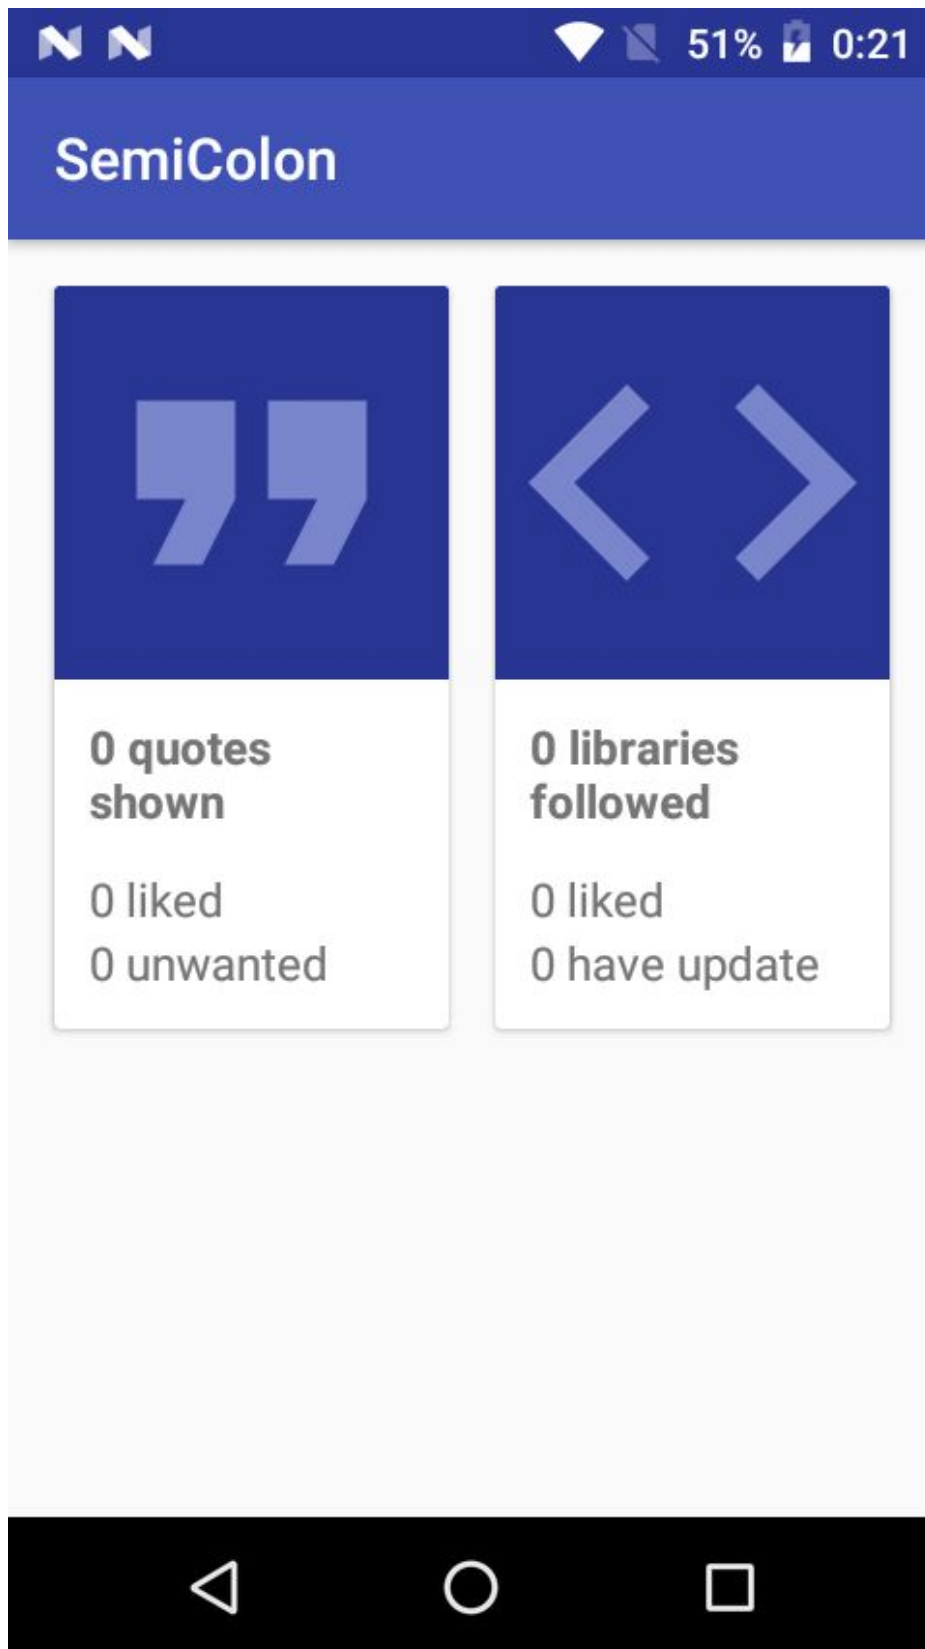 51% 0:21
SemiColon
0 quotes
shown
0 liked
0 unwanted
0 libraries
followed
0 liked
0 have update